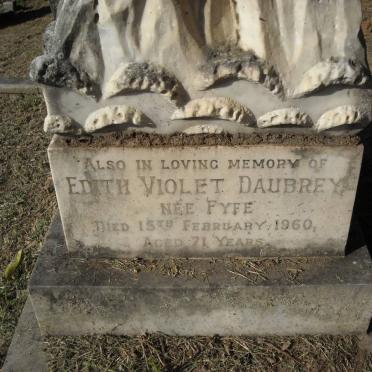 ALSO IN LOVING MEMORY OF
EDITH VIOLET DAUBREY
NÉE FYFE
DIED 15TH FEBRUARY 1960,
AGED 71 YEARS